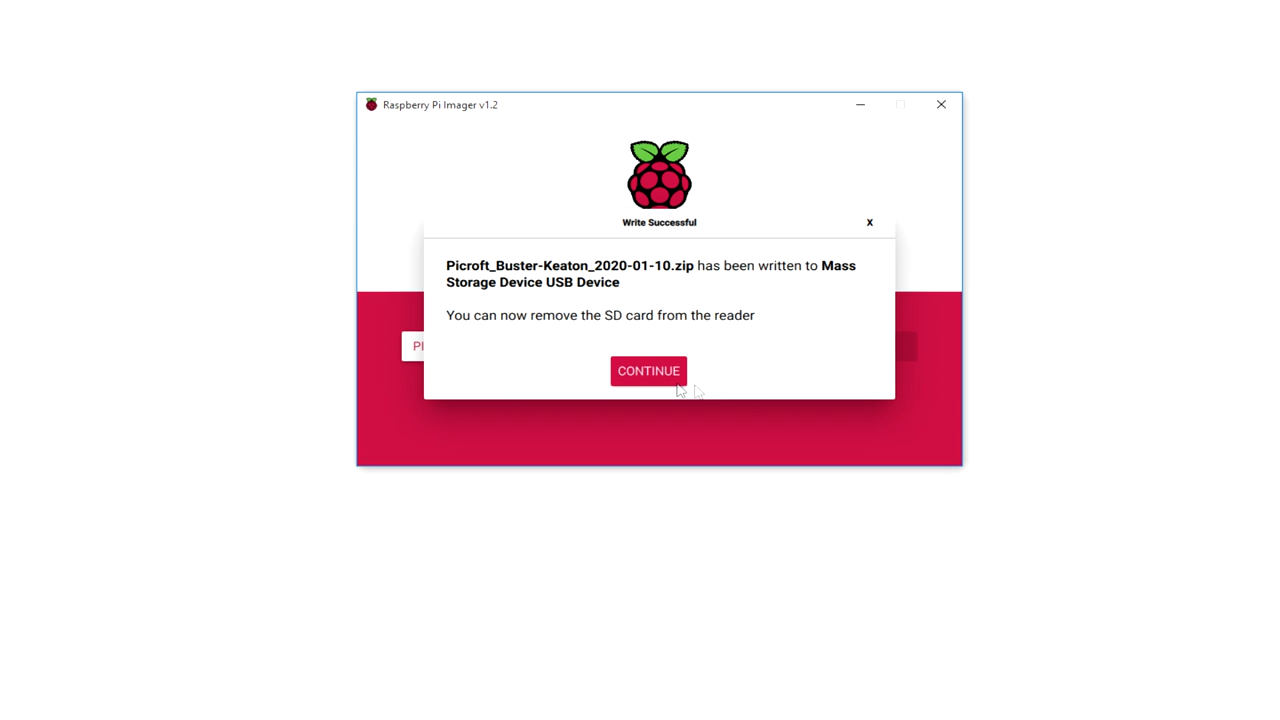 Raspberry Pi Imager v1.2
Write Successful
x
Picroft_Buster-Keaton_2020-01-10.zip has been written to Mass
Storage Device USB Device
You can now remove the SD card from the reader
CONTINUE